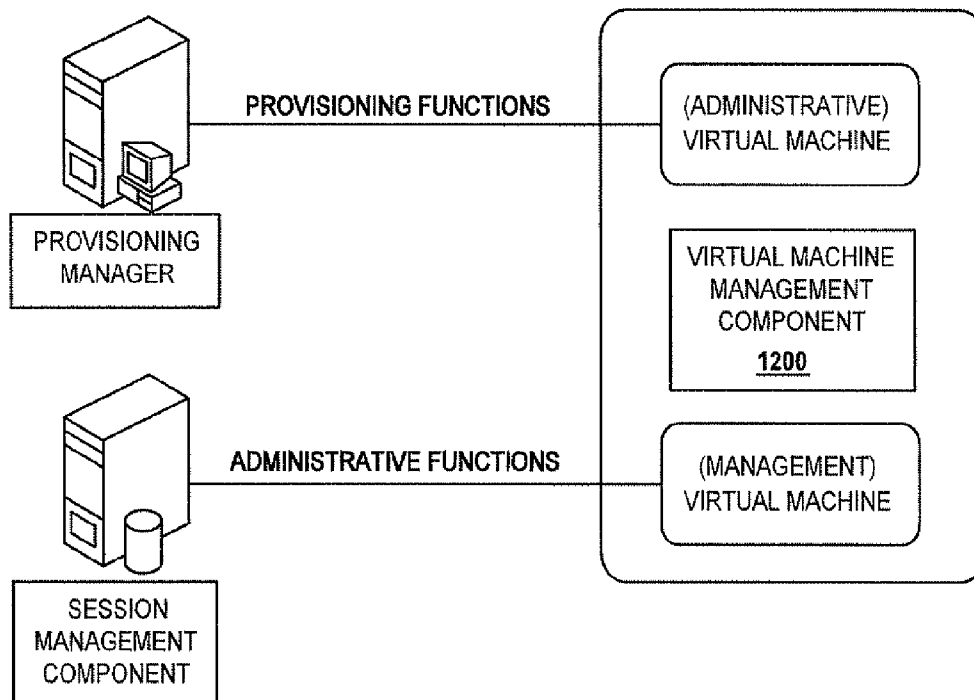 PROVISIONING FUNCTIONS
(ADMINISTRATIVE)
VIRTUAL MACHINE
PROVISIONING
MANAGER
VIRTUAL MACHINE
MANAGEMENT
COMPONENT
1200
ADMINISTRATIVE FUNCTIONS
(MANAGEMENT)
VIRTUAL MACHINE
SESSION
MANAGEMENT
COMPONENT